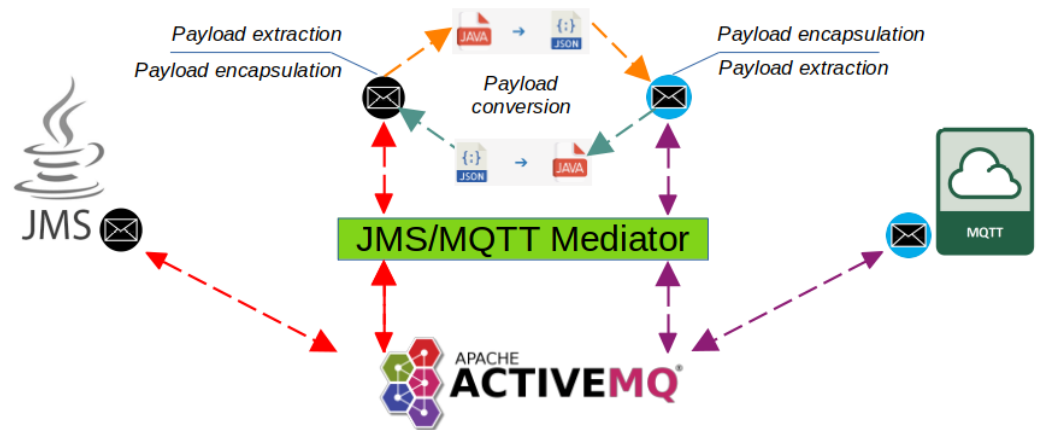 Payload extraction
Payload encapsulation
JAVA
{:}
JSON
Payload encapsulation
Payload extraction
Payload
conversion
{:}
JSON
JAVA
JMS
JMS/MQTT Mediator
MQTT
APACHE
ACTIVEMQ®